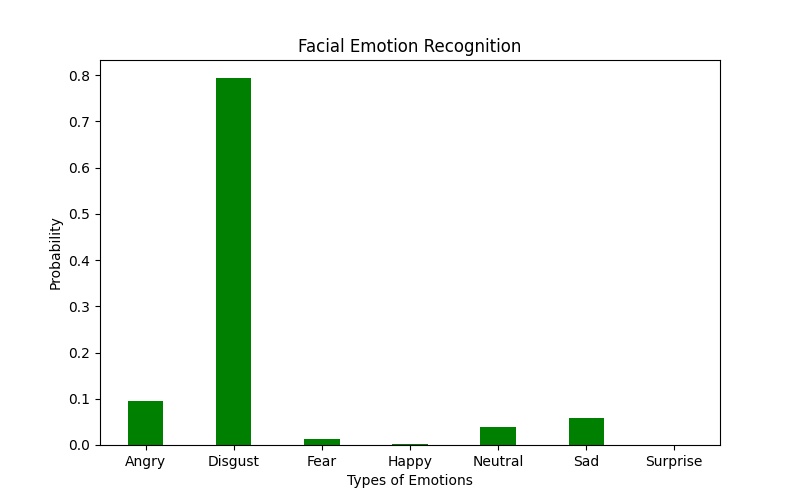 Facial Emotion Recognition
0.8
0.7
0.6
0.5
0.4
0.3
0.2
0.1
0.0
Probability
Angry Disgust Fear Happy Neutral Sad Surprise
Types of Emotions